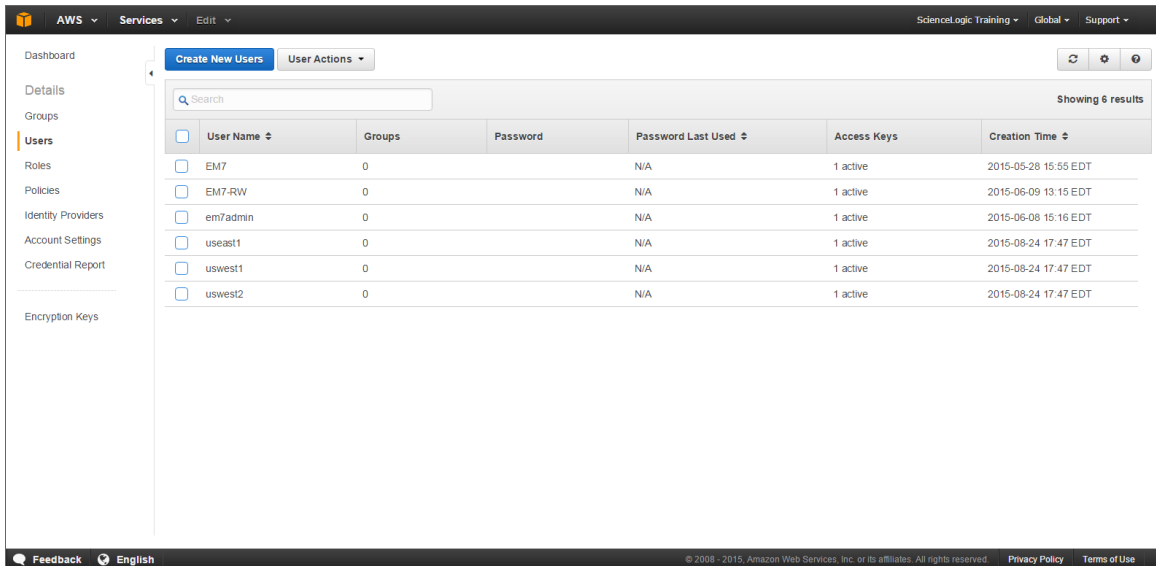 AWS Services Edit ScienceLogic Training Global Support
Dashboard
Create New Users User Actions
Details
Groups
Users
Roles
Policies
Identity Providers
Account Settings
Credential Report
Encryption Keys
Search Showing 6 results
User Name Groups Password Password Last Used Access Keys Creation Time
EM7 0 N/A 1 active 2015-05-28 15:55 EDT
EM7-RW 0 N/A 1 active 2015-06-09 13:15 EDT
em7admin 0 N/A 1 active 2015-06-08 15:16 EDT
useast1 0 N/A 1 active 2015-08-24 17:47 EDT
uswest1 0 N/A 1 active 2015-08-24 17:47 EDT
uswest2 0 N/A 1 active 2015-08-24 17:47 EDT
Feedback English © 2008 - 2015, Amazon Web Services, Inc. or its affiliates. All rights reserved. Privacy Policy Terms of Use